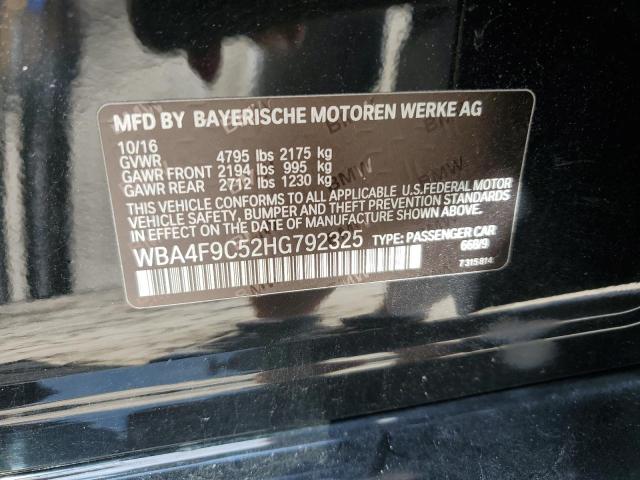 MFD BY BAYERISCHE MOTOREN WERKE AG
10/16
GVWR 4795 lbs 2175 kg
GAWR FRONT 2194 lbs 995 kg
GAWR REAR 2712 lbs 1230 kg
THIS VEHICLE CONFORMS TO ALL APPLICABLE U.S.FEDERAL MOTOR
VEHICLE SAFETY, BUMPER AND THEFT PREVENTION STANDARDS
IN EFFECT ON THE DATE OF MANUFACTURE SHOWN ABOVE.
WBA4F9C52HG792325 TYPE: PASSENGER CAR
668/9
7315814